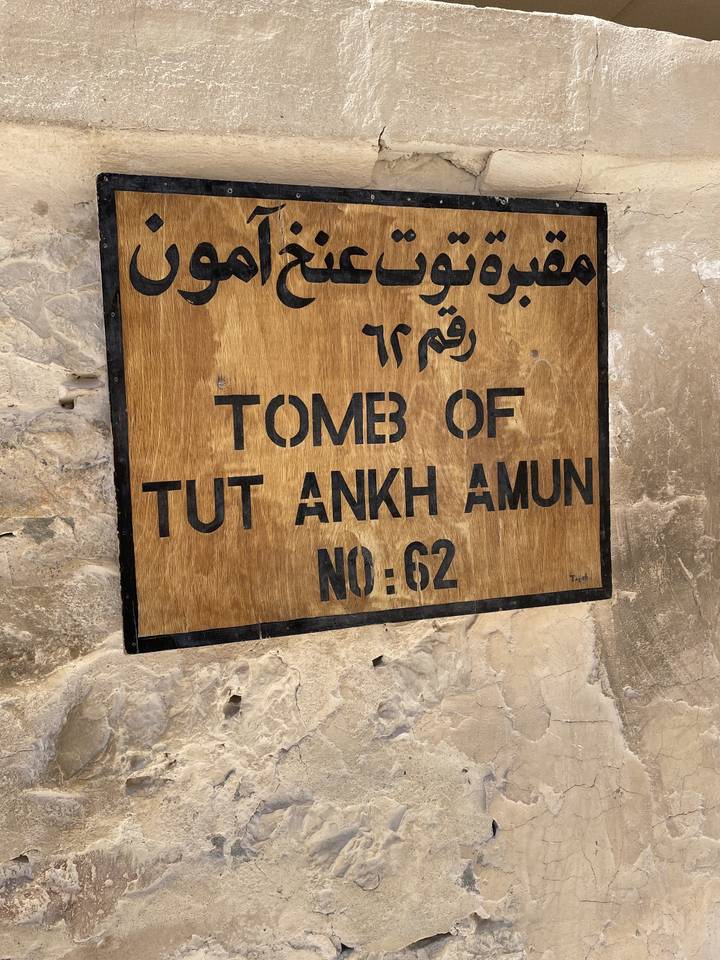 مقبرة توت عنخ آمون
رقم ٦٢
TOMB OF
TUT ANKH AMUN
NO: 62